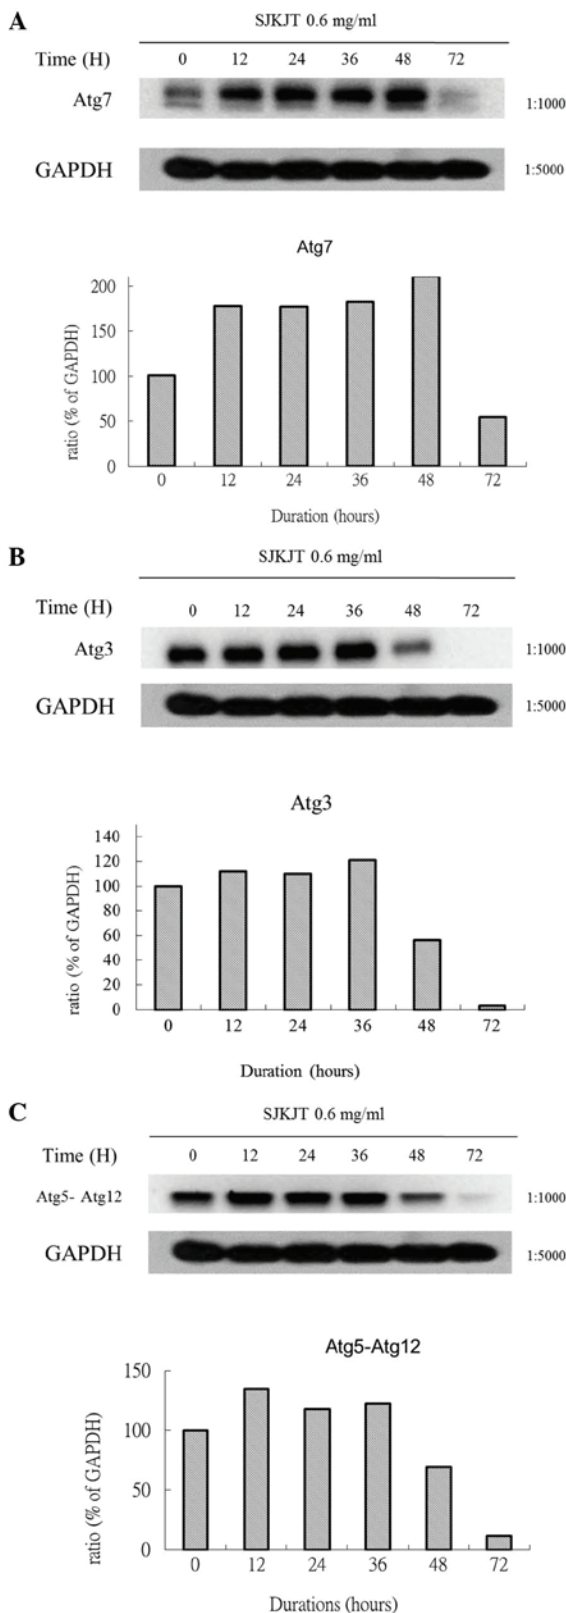 A
SJKJT 0.6 mg/ml
Time (H) 0 12 24 36 48 72
Atg7 1:1000
GAPDH 1:5000
Atg7
200
150
100
50
0
ratio (% of GAPDH)
0 12 24 36 48 72
Duration (hours)
B
SJKJT 0.6 mg/ml
Time (H) 0 12 24 36 48 72
Atg3 1:1000
GAPDH 1:5000
Atg3
140
120
100
80
60
40
20
0
ratio (% of GAPDH)
0 12 24 36 48 72
Duration (hours)
C
SJKJT 0.6 mg/ml
Time (H) 0 12 24 36 48 72
Atg5- Atg12 1:1000
GAPDH 1:5000
Atg5-Atg12
150
100
50
0
ratio (% of GAPDH)
0 12 24 36 48 72
Durations (hours)